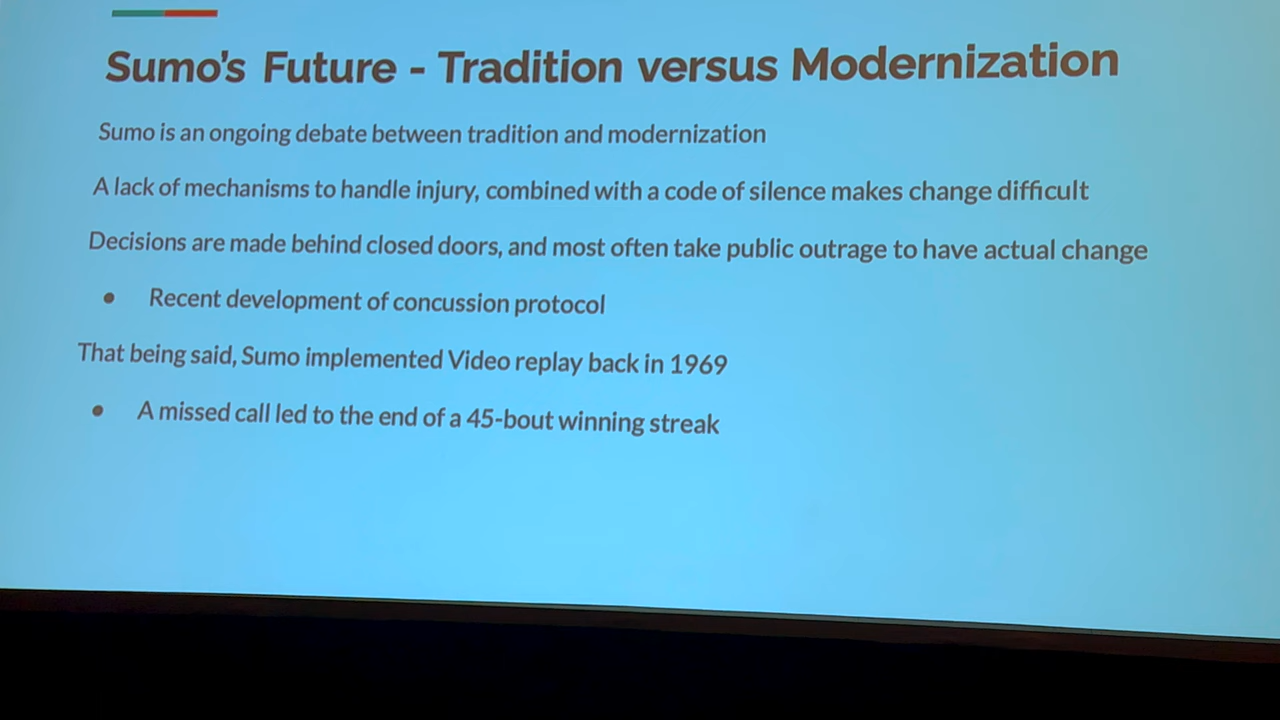 Sumo's Future - Tradition versus Modernization
Sumo is an ongoing debate between tradition and modernization
A lack of mechanisms to handle injury, combined with a code of silence makes change difficult
Decisions are made behind closed doors, and most often take public outrage to have actual change
● Recent development of concussion protocol
That being said, Sumo implemented Video replay back in 1969
● A missed call led to the end of a 45-bout winning streak